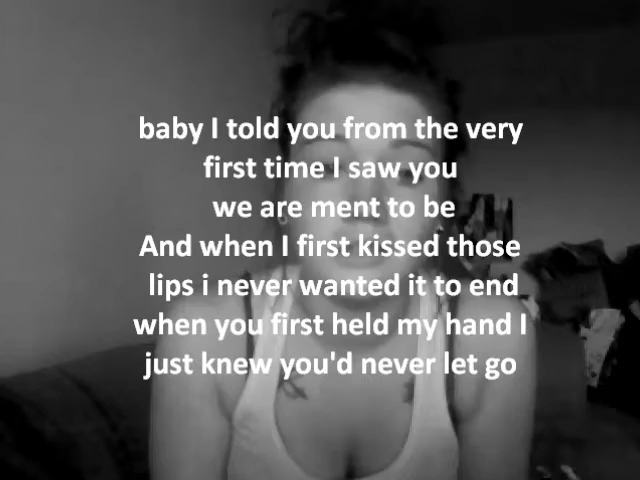 baby I told you from the very
first time I saw you
we are ment to be
And when I first kissed those
lips i never wanted it to end
when you first held my hand I
just knew you'd never let go